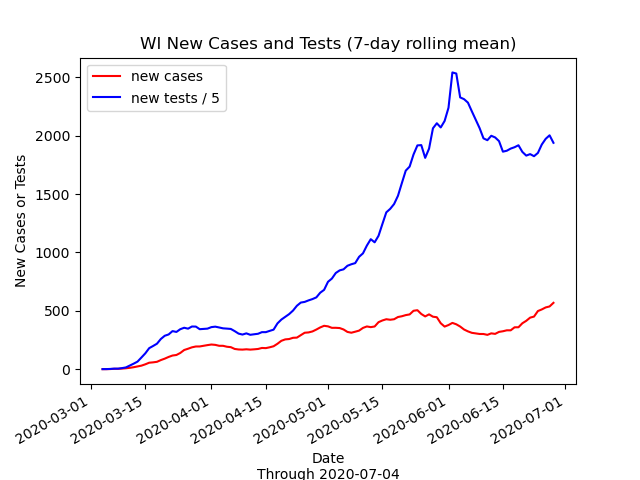 WI New Cases and Tests (7-day rolling mean)
new cases
new tests / 5
New Cases or Tests
2500
2000
1500
1000
500
0
2020-03-01
2020-03-15
2020-04-01
2020-04-15
2020-05-01
2020-05-15
2020-06-01
2020-06-15
2020-07-01
Date
Through 2020-07-04